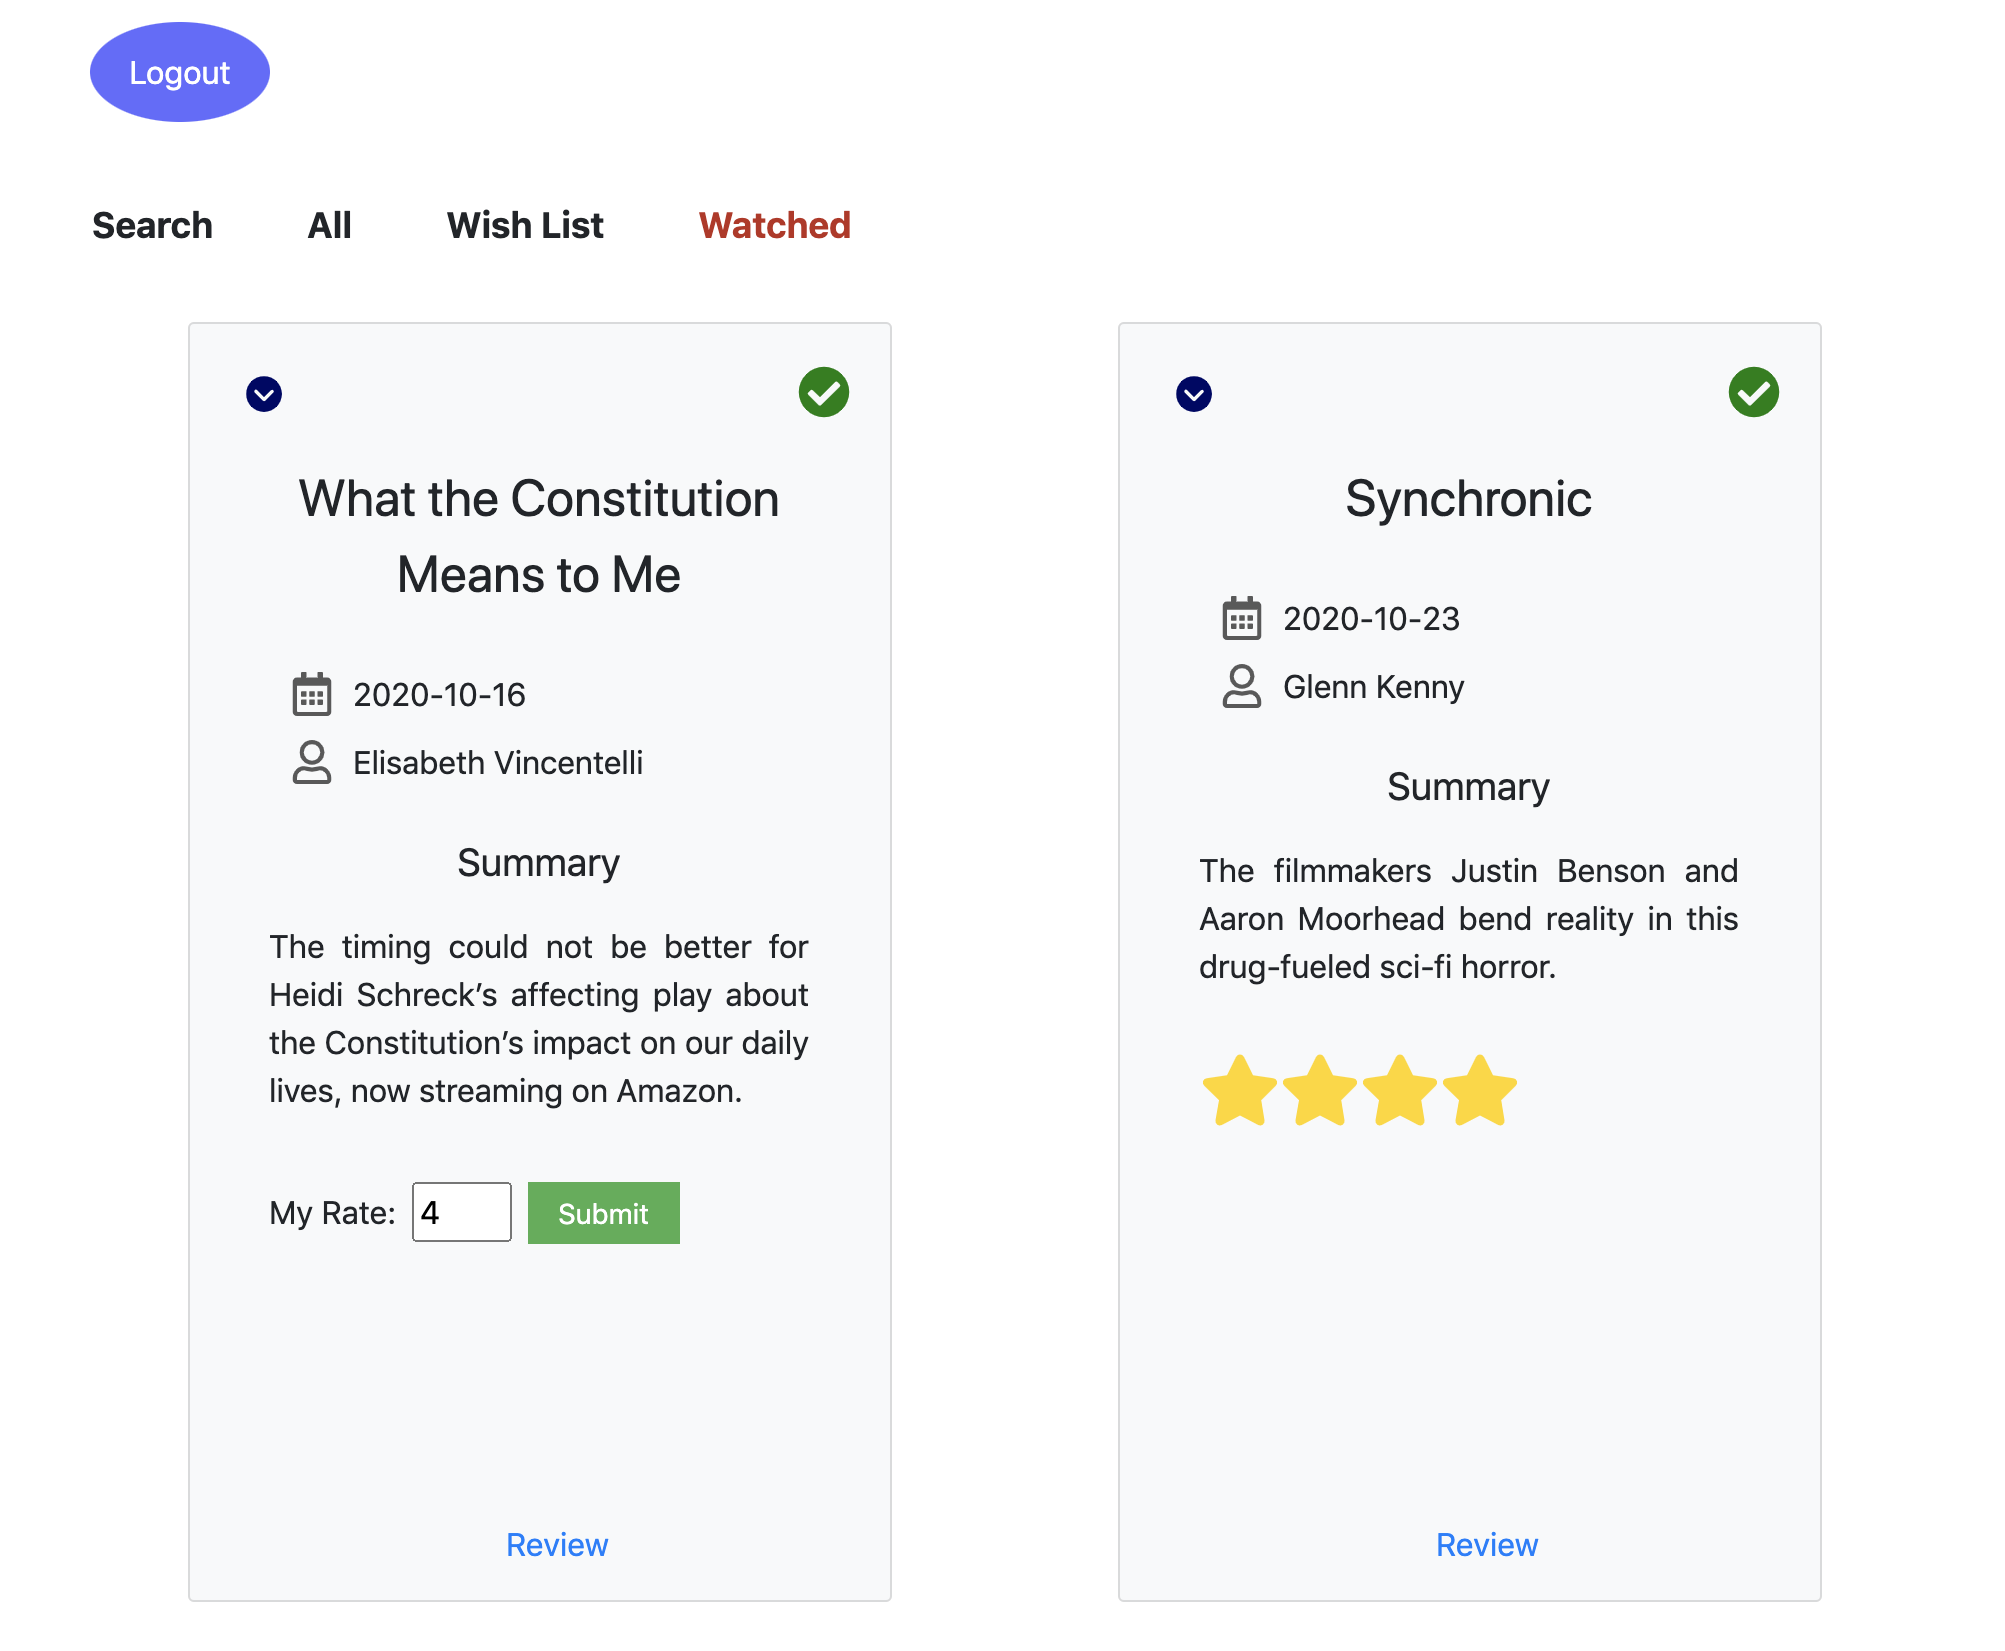 Logout
Search All Wish List Watched
What the Constitution
Means to Me
2020-10-16
Elisabeth Vincentelli
Summary
The timing could not be better for
Heidi Schreck’s affecting play about
the Constitution’s impact on our daily
lives, now streaming on Amazon.
My Rate: 4 Submit
Review
Synchronic
2020-10-23
Glenn Kenny
Summary
The filmmakers Justin Benson and
Aaron Moorhead bend reality in this
drug-fueled sci-fi horror.
Review